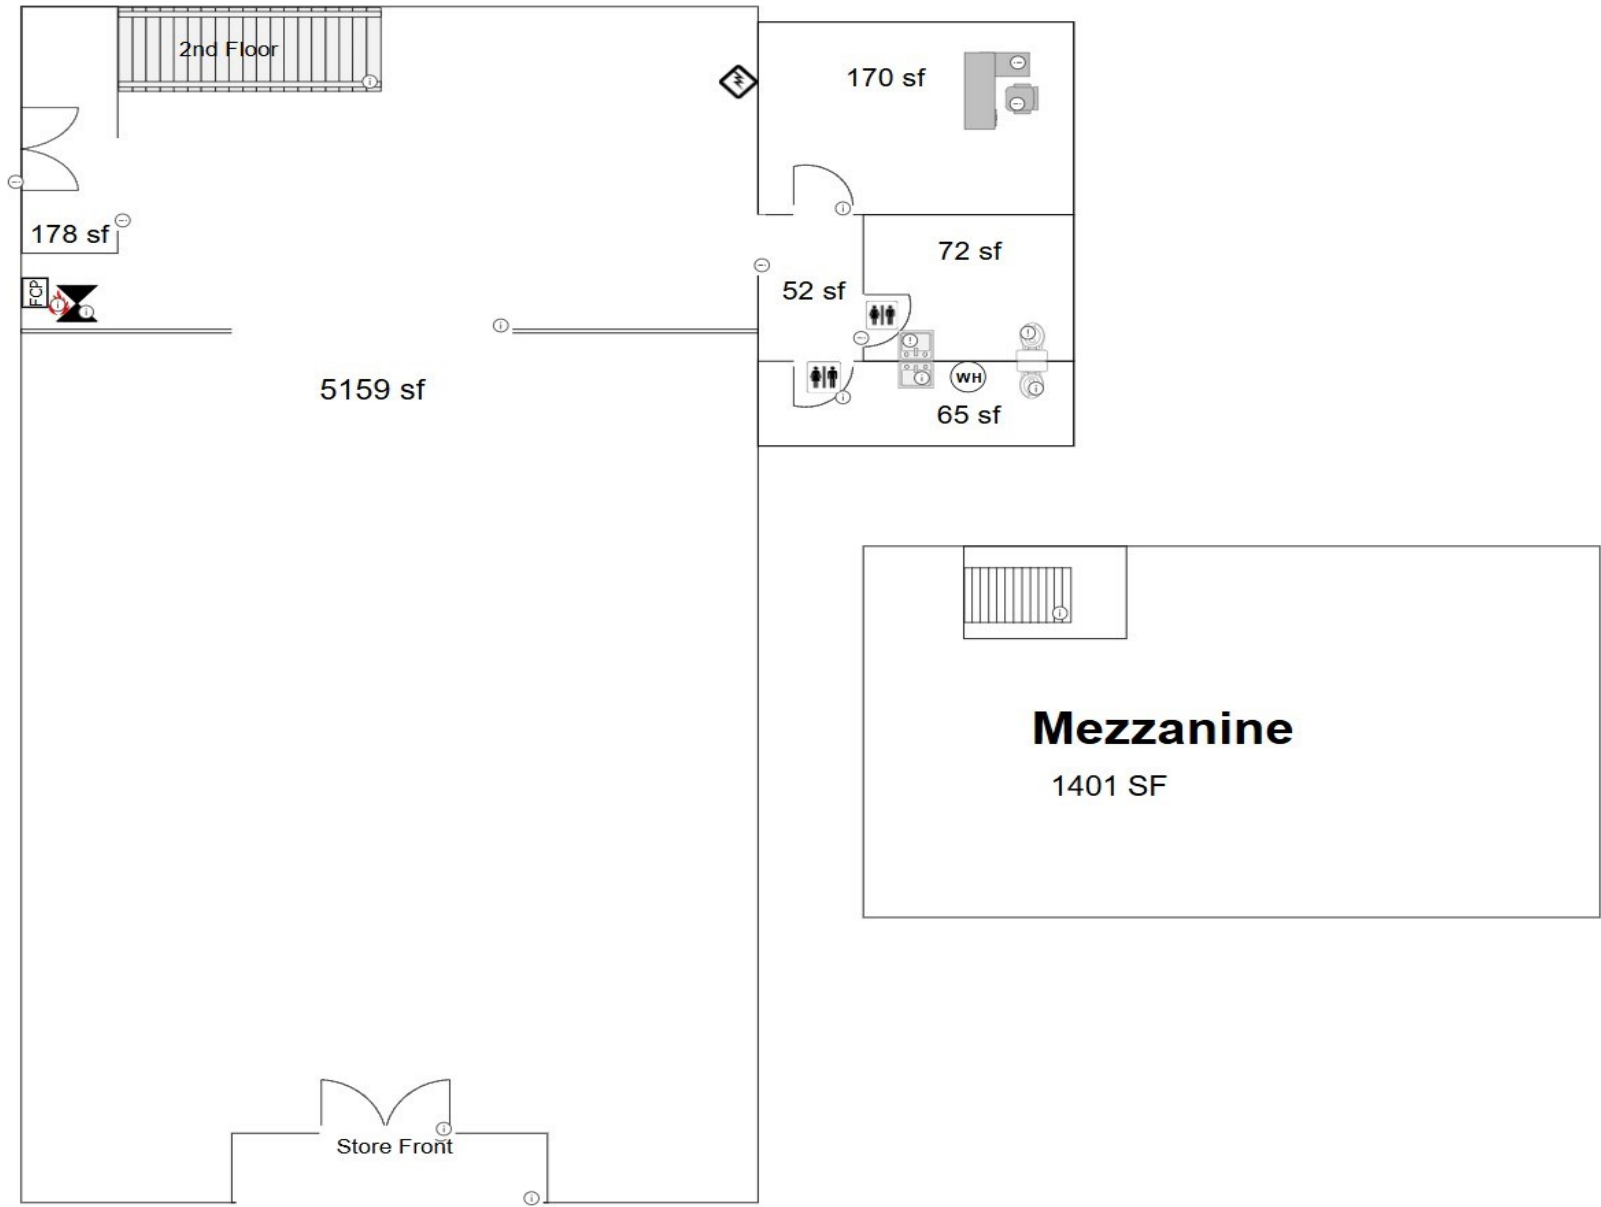 2nd Floor
170 sf
178 sf
72 sf
52 sf
FCP
5159 sf
WH
65 sf
Mezzanine
1401 SF
Store Front